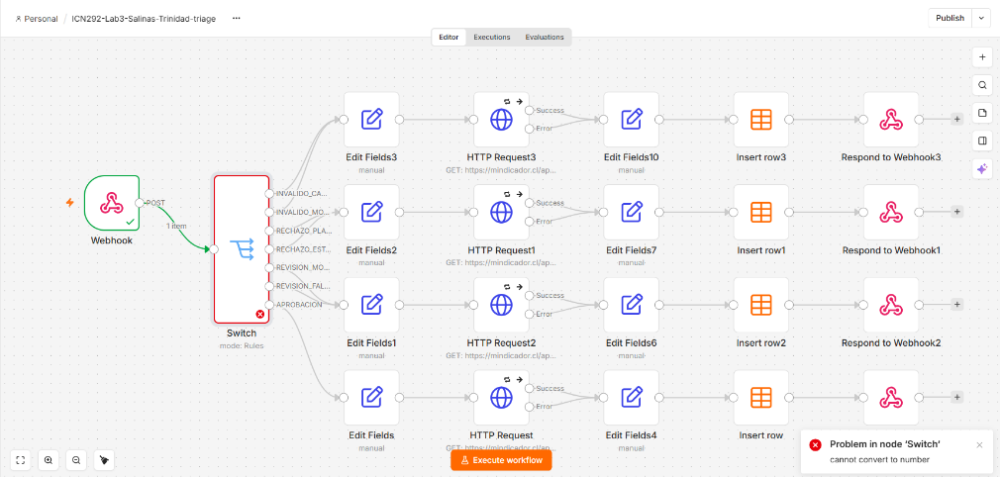 Personal / ICN292-Lab3-Salinas-Trinidad-triage ...
Publish
Editor Executions Evaluations
Success
Error
Edit Fields3
manual
HTTP Request3
GET: https://mindicador.cl/ap...
Edit Fields10
manual
Insert row3
Respond to Webhook3
POST
1 item
Webhook
INVALIDO_CA...
INVALIDO_MO...
RECHAZO_PLA...
RECHAZO_EST...
REVISION_MO...
REVISION_FAL...
APROBACION
Switch
mode: Rules
Success
Error
Edit Fields2
manual
HTTP Request1
GET: https://mindicador.cl/ap...
Edit Fields7
manual
Insert row1
Respond to Webhook1
Success
Error
Edit Fields1
manual
HTTP Request2
GET: https://mindicador.cl/ap...
Edit Fields6
manual
Insert row2
Respond to Webhook2
Success
Error
Edit Fields
manual
HTTP Request
GET: https://mindicador.cl/ap...
Edit Fields4
manual
Insert row
Execute workflow
Problem in node ‘Switch’
cannot convert to number